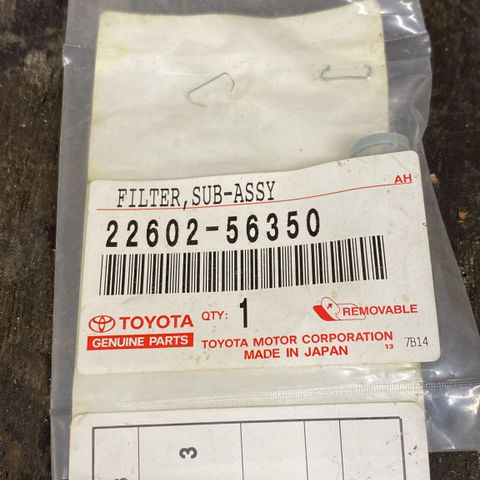 AH
FILTER,SUB-ASSY
22602-56350
TOYOTA
GENUINE PARTS
QTY: 1
REMOVABLE
TOYOTA MOTOR CORPORATION
MADE IN JAPAN 13 7B14
3